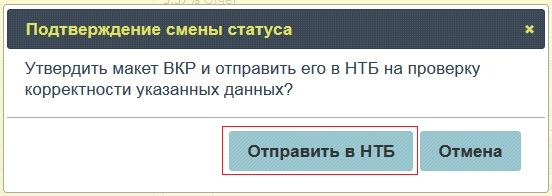 Подтверждение смены статуса
Утвердить макет ВКР и отправить его в НТБ на проверку
корректности указанных данных?
Отправить в НТБ
Отмена